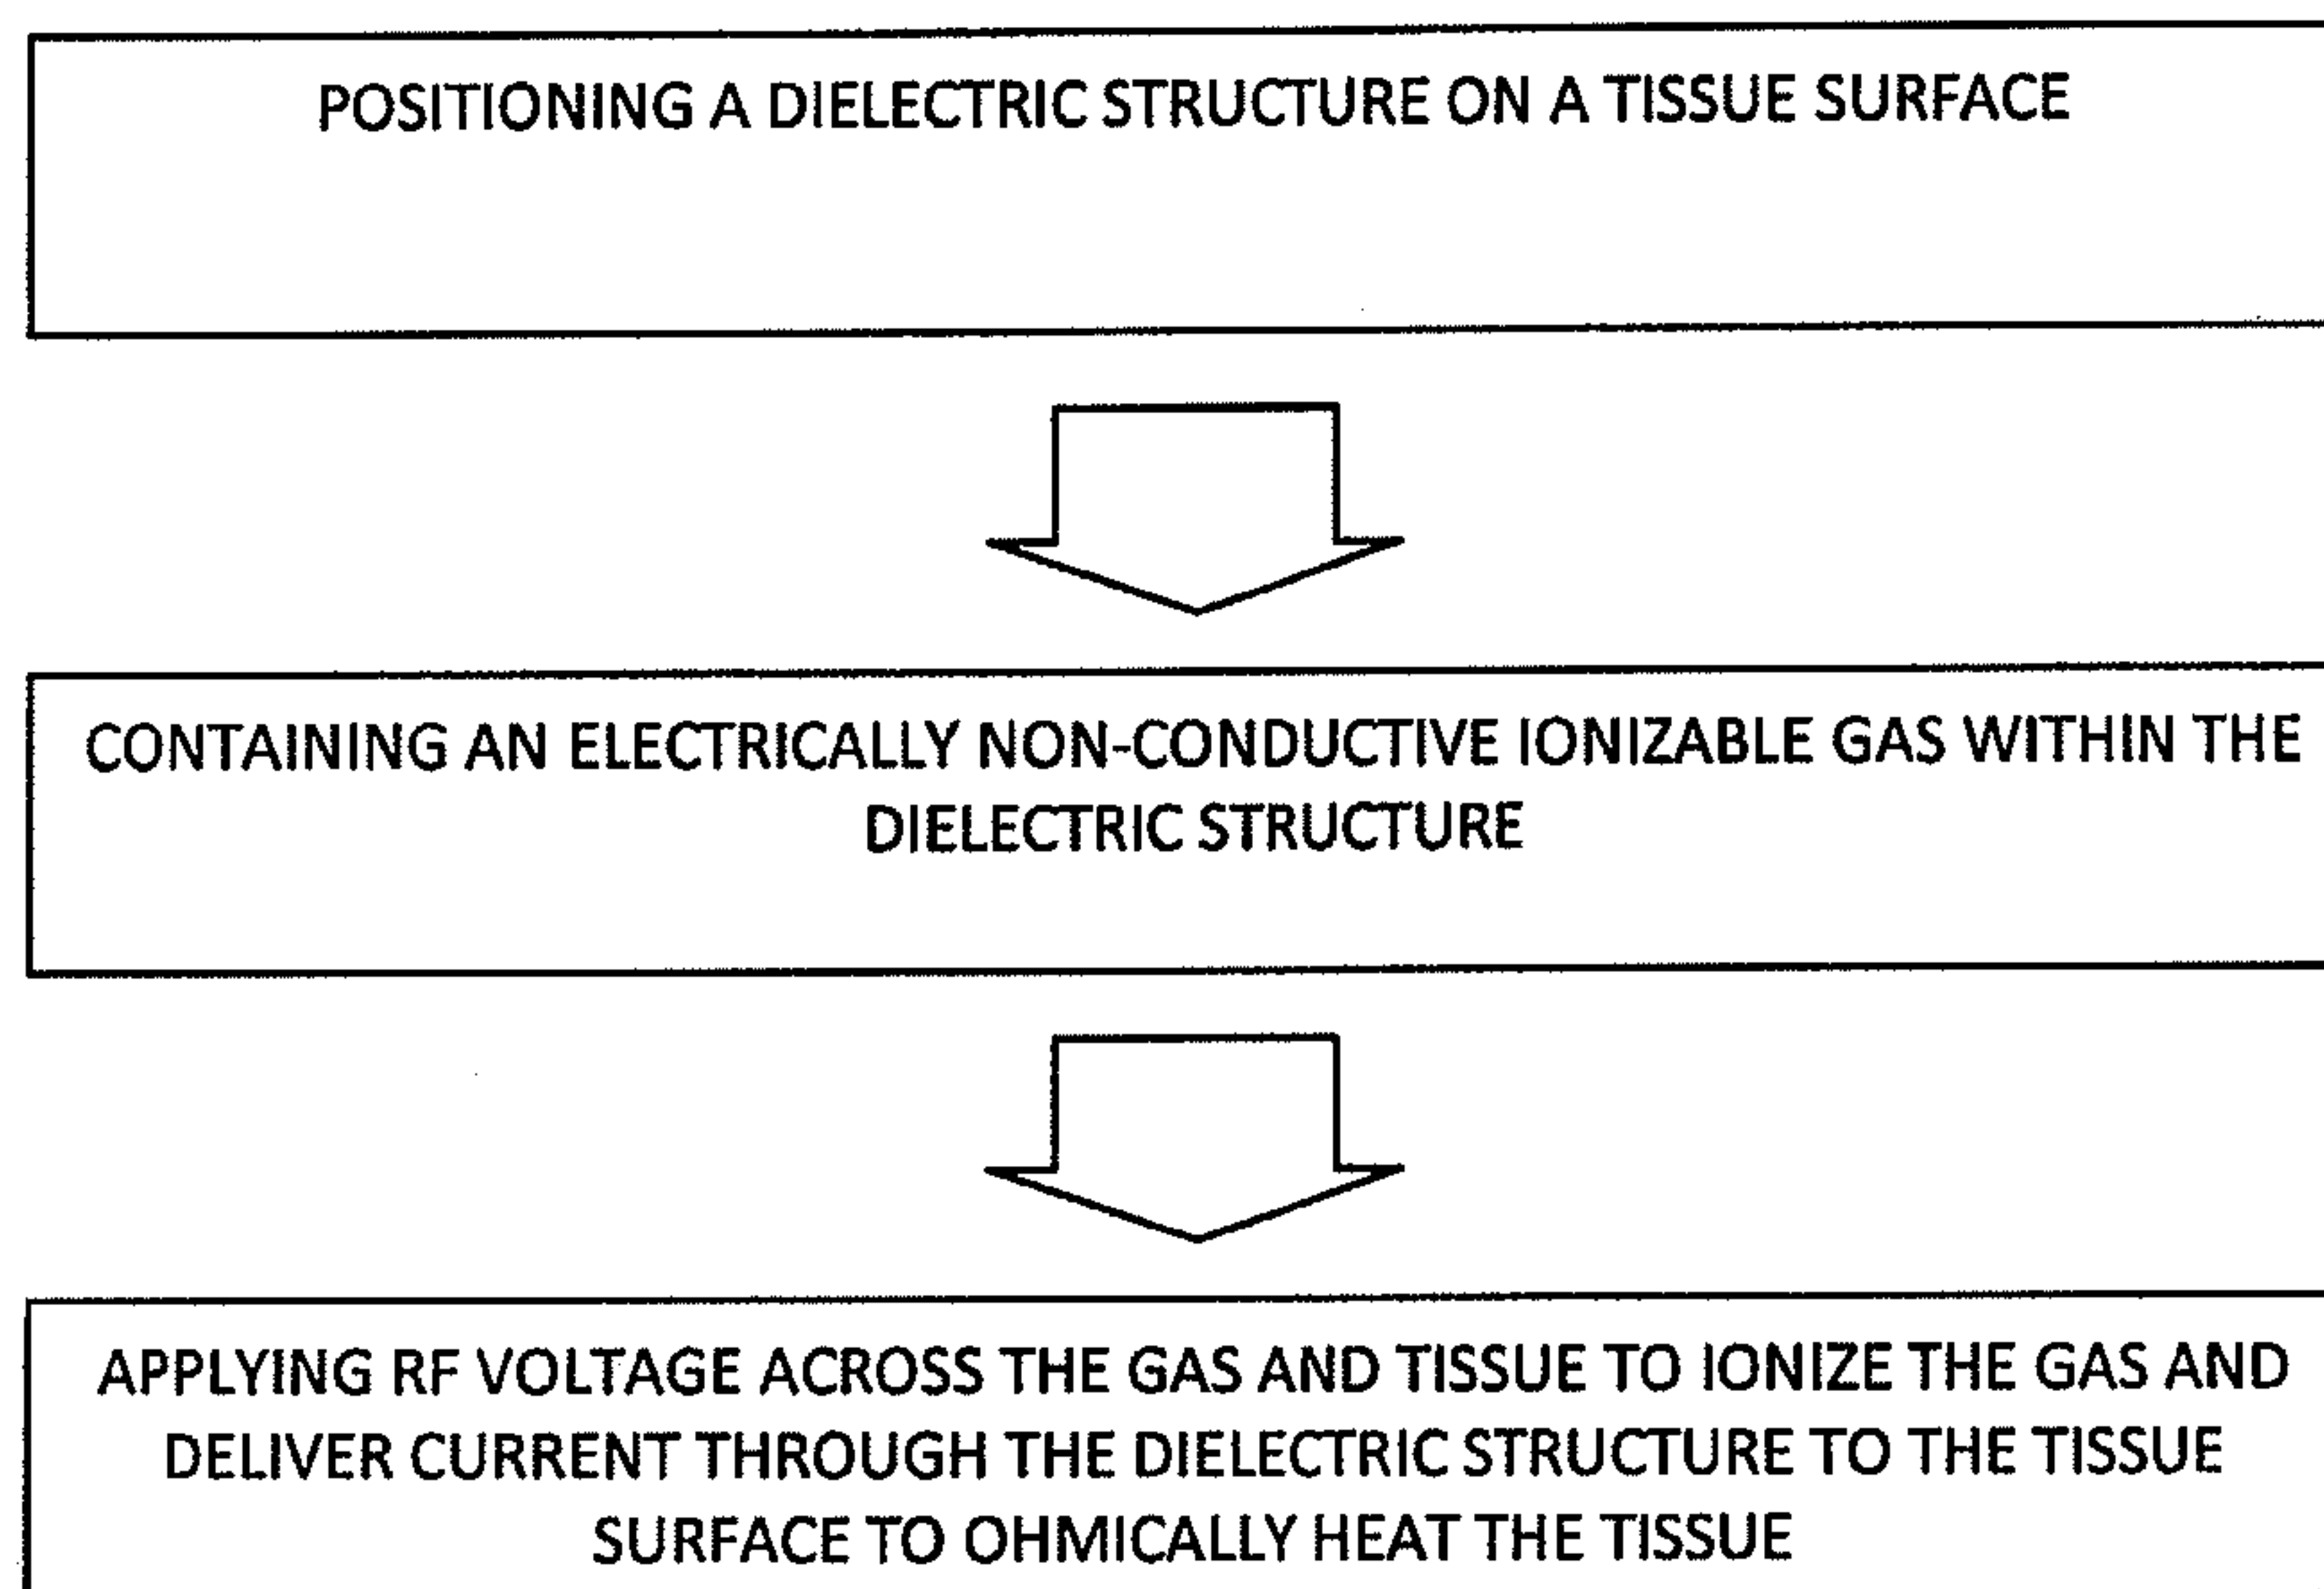 POSITIONING A DIELECTRIC STRUCTURE ON A TISSUE SURFACE
CONTAINING AN ELECTRICALLY NON-CONDUCTIVE IONIZABLE GAS WITHIN THE
DIELECTRIC STRUCTURE
APPLYING RF VOLTAGE ACROSS THE GAS AND TISSUE TO IONIZE THE GAS AND
DELIVER CURRENT THROUGH THE DIELECTRIC STRUCTURE TO THE TISSUE
SURFACE TO OHMICALLY HEAT THE TISSUE